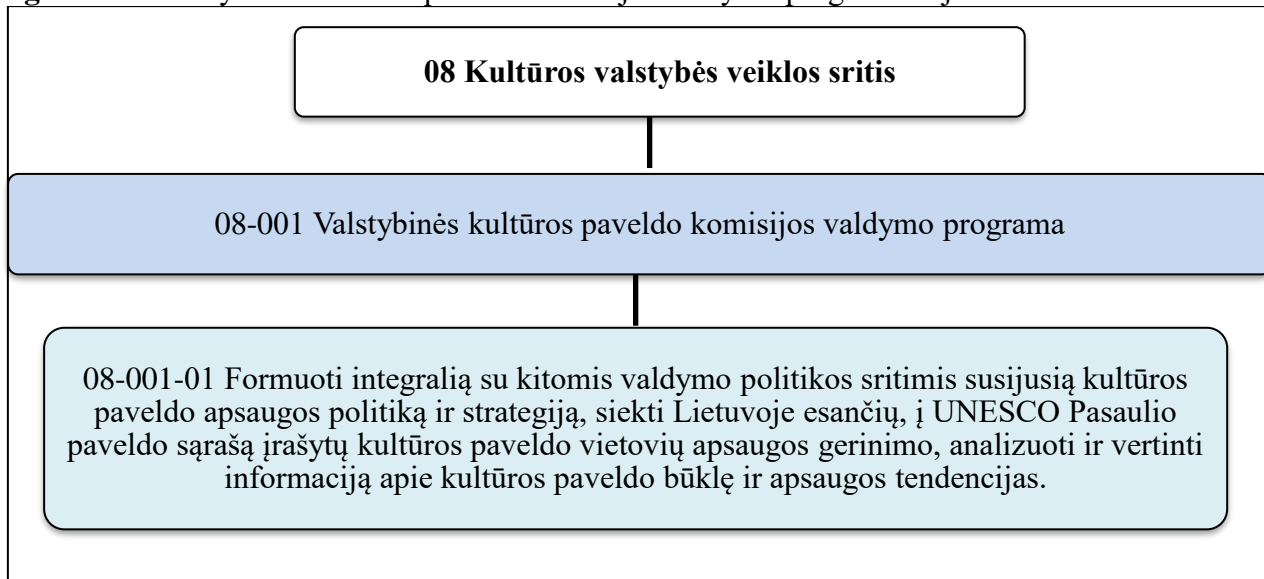 08 Kultūros valstybės veiklos sritis
08-001 Valstybinės kultūros paveldo komisijos valdymo programa
08-001-01 Formuoti integralią su kitomis valdymo politikos sritimis susijusią kultūros
paveldo apsaugos politiką ir strategiją, siekti Lietuvoje esančių, į UNESCO Pasaulio
paveldo sąrašą įrašytų kultūros paveldo vietovių apsaugos gerinimo, analizuoti ir vertinti
informaciją apie kultūros paveldo būklę ir apsaugos tendencijas.